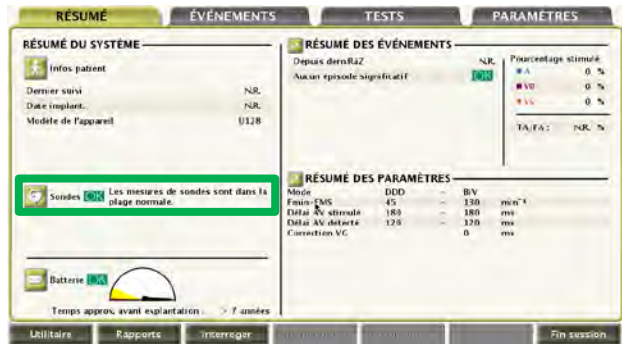 RÉSUMÉ
ÉVÉNEMENTS
TESTS
PARAMÈTRES
RÉSUMÉ DU SYSTÈME
Infos patient
Dernier suivi N.R.
Date implant. N.R.
Modèle de l'appareil U128
Sondes OK Les mesures de sondes sont dans la
plage normale.
Batterie OK
Temps appros. avant explantation : > 7 années
RÉSUMÉ DES ÉVÉNEMENTS
Depuis dern.RàZ N.R.
Aucun épisode significatif OK
Pourcentage stimulé
A 0 %
VD 0 %
VG 0 %
TA/FA : N.R. %
RÉSUMÉ DES PARAMÈTRES
Mode DDD - BiV
Fmin-FMS 45 - 130 min⁻¹
Délai AV stimulé 180 - 180 ms
Délai AV détecté 120 - 120 ms
Correction VG 0 ms
Utilitaire
Rapports
Interroger
Fin session